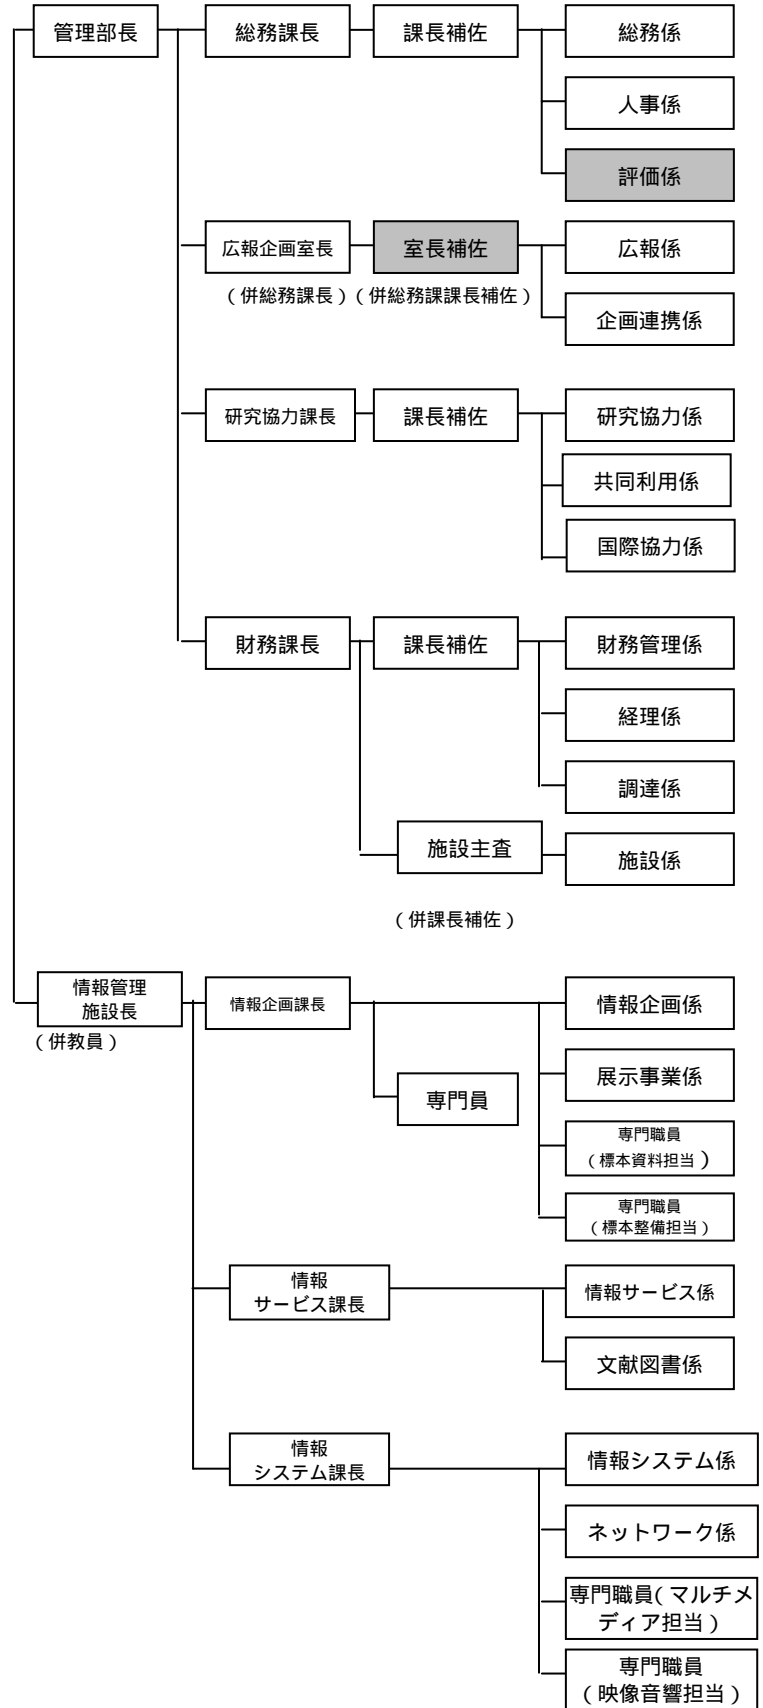 管理部長
総務課長
課長補佐
総務係
人事係
評価係
広報企画室長
室長補佐
広報係
(併総務課長)(併総務課課長補佐)
企画連携係
研究協力課長
課長補佐
研究協力係
共同利用係
国際協力係
財務課長
課長補佐
財務管理係
経理係
調達係
施設主査
施設係
(併課長補佐)
情報管理
施設長
(併教員)
情報企画課長
情報企画係
展示事業係
専門員
専門職員
(標本資料担当)
専門職員
(標本整備担当)
情報
サービス課長
情報サービス係
文献図書係
情報
システム課長
情報システム係
ネットワーク係
専門職員(マルチメ
ディア担当)
専門職員
(映像音響担当)